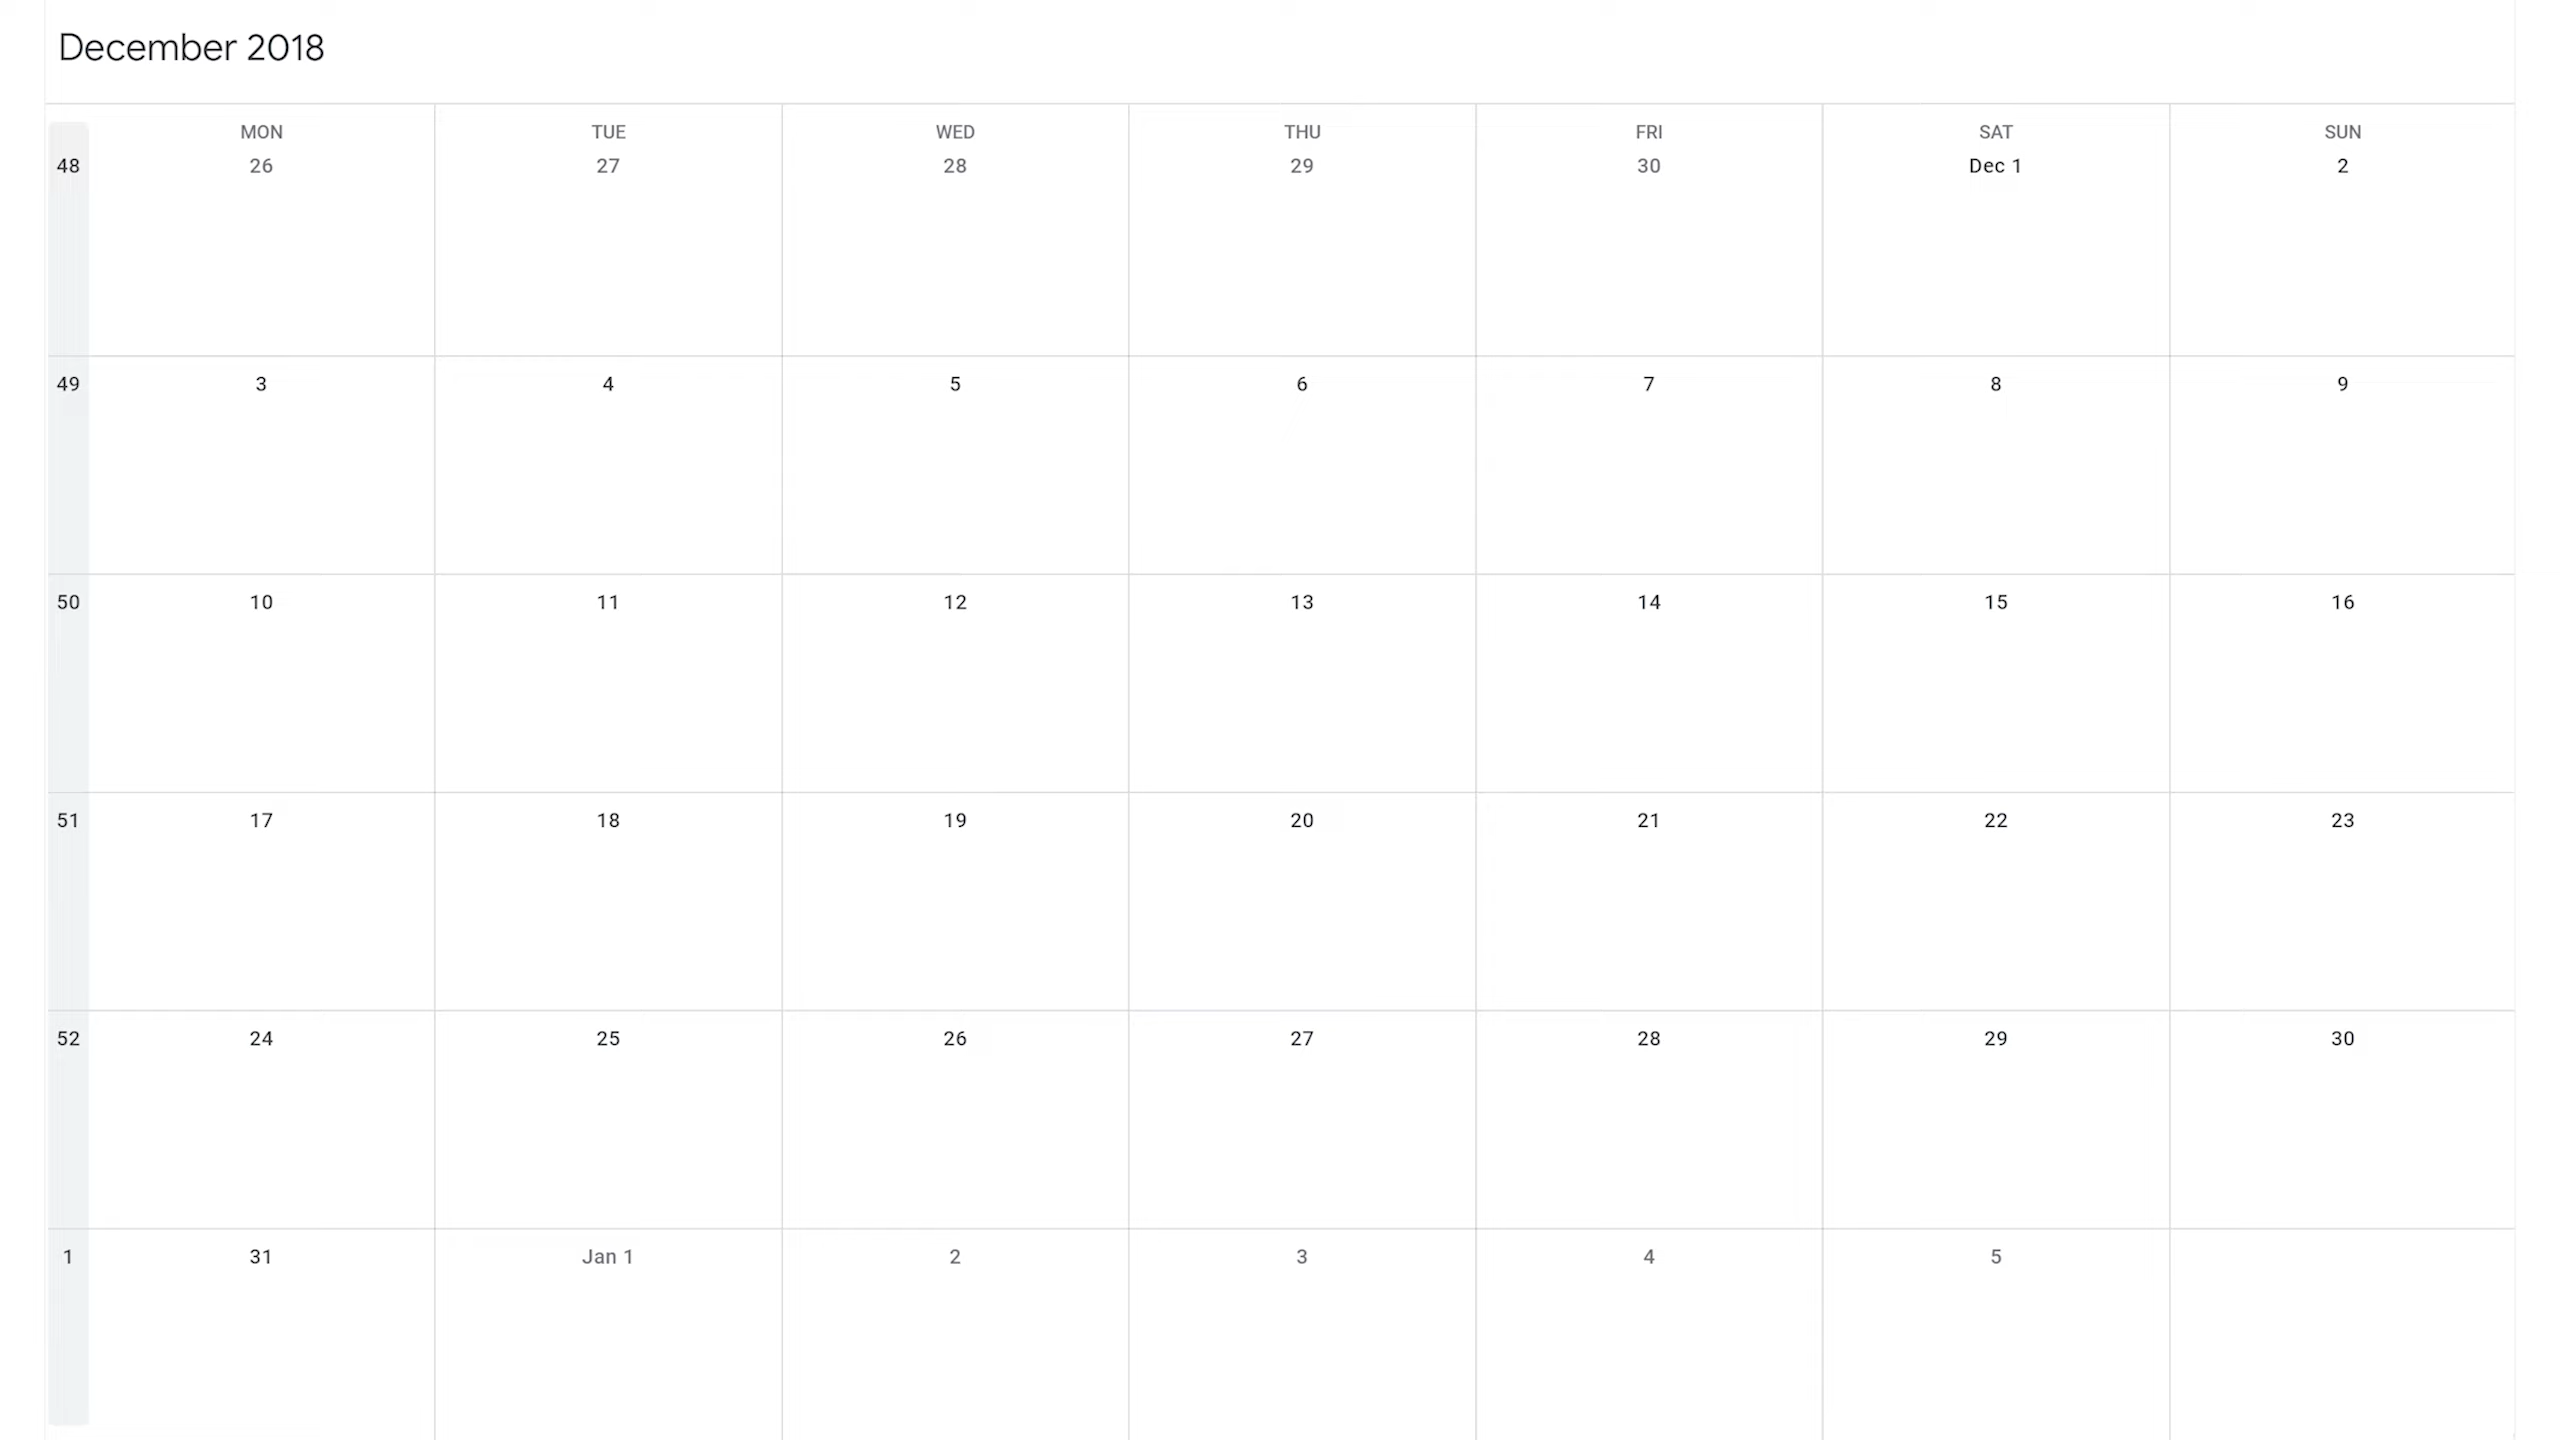 December 2018
MON TUE WED THU FRI SAT SUN
48 26 27 28 29 30 Dec 1 2
49 3 4 5 6 7 8 9
50 10 11 12 13 14 15 16
51 17 18 19 20 21 22 23
52 24 25 26 27 28 29 30
1 31 Jan 1 2 3 4 5